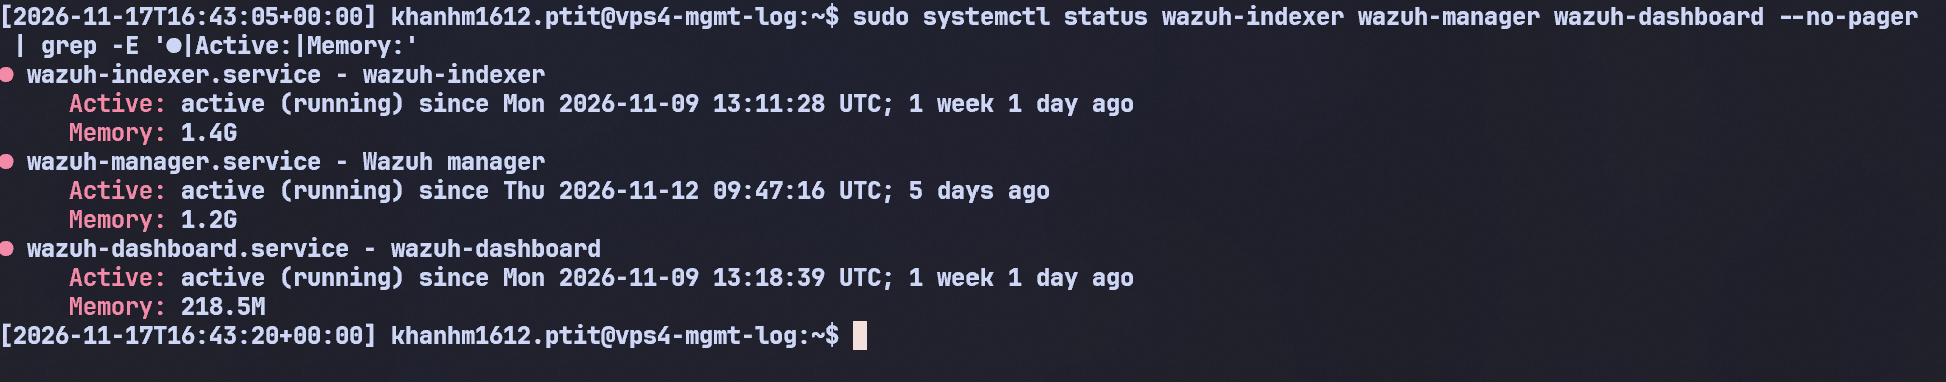 [2026-11-17T16:43:05+00:00] khanhm1612.ptit@vps4-mgmt-log:~$ sudo systemctl status wazuh-indexer wazuh-manager wazuh-dashboard --no-pager
 | grep -E '●|Active:|Memory:'
● wazuh-indexer.service - wazuh-indexer
     Active: active (running) since Mon 2026-11-09 13:11:28 UTC; 1 week 1 day ago
     Memory: 1.4G
● wazuh-manager.service - Wazuh manager
     Active: active (running) since Thu 2026-11-12 09:47:16 UTC; 5 days ago
     Memory: 1.2G
● wazuh-dashboard.service - wazuh-dashboard
     Active: active (running) since Mon 2026-11-09 13:18:39 UTC; 1 week 1 day ago
     Memory: 218.5M
[2026-11-17T16:43:20+00:00] khanhm1612.ptit@vps4-mgmt-log:~$